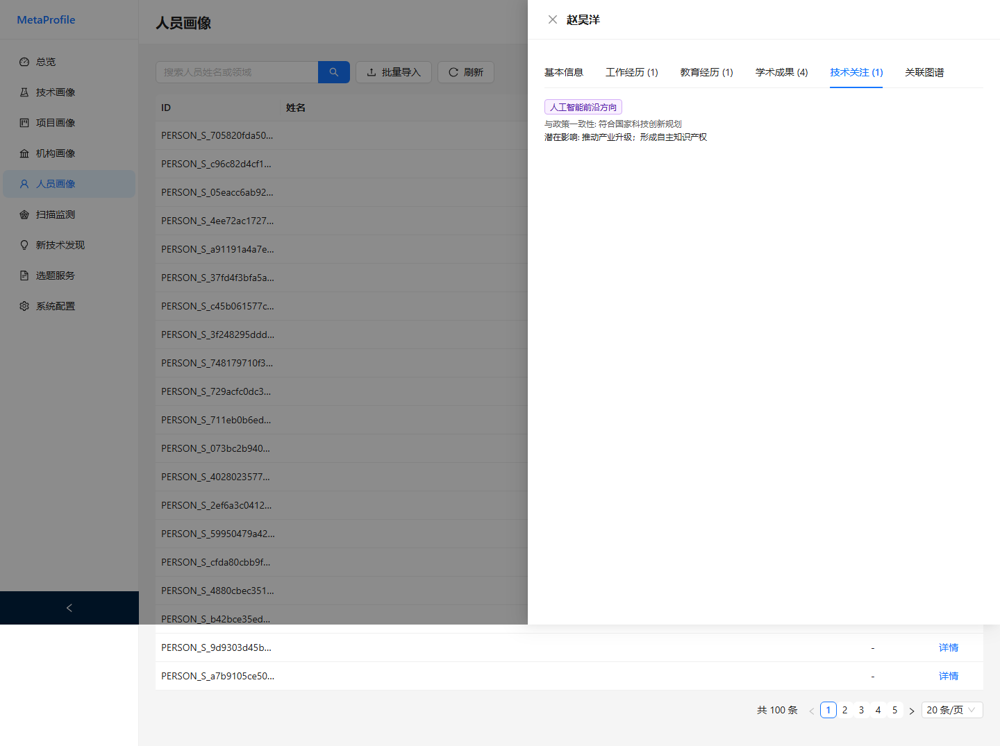 MetaProfile
总览
技术画像
项目画像
机构画像
人员画像
扫描监测
新技术发现
选题服务
系统配置
人员画像
搜索人员姓名或领域
批量导入
刷新
ID 姓名
PERSON_S_705820fda50...
PERSON_S_c96c82d4cf1...
PERSON_S_05eacc6ab92...
PERSON_S_4ee72ac1727...
PERSON_S_a91191a4a7e...
PERSON_S_37fd4f3bfa5a...
PERSON_S_c45b061577c...
PERSON_S_3f248295ddd...
PERSON_S_748179710f3...
PERSON_S_729acfc0dc3...
PERSON_S_711eb0b6ed...
PERSON_S_073bc2b940...
PERSON_S_4028023577...
PERSON_S_2ef6a3c0412...
PERSON_S_59950479a42...
PERSON_S_cfda80cbb9f...
PERSON_S_4880cbec351...
PERSON_S_b42bce35ed...
PERSON_S_9d9303d45b... - 详情
PERSON_S_a7b9105ce50... - 详情
共 100 条 1 2 3 4 5 20 条/页
赵昊洋
基本信息 工作经历 (1) 教育经历 (1) 学术成果 (4) 技术关注 (1) 关联图谱
人工智能前沿方向
与政策一致性: 符合国家科技创新规划
潜在影响: 推动产业升级；形成自主知识产权